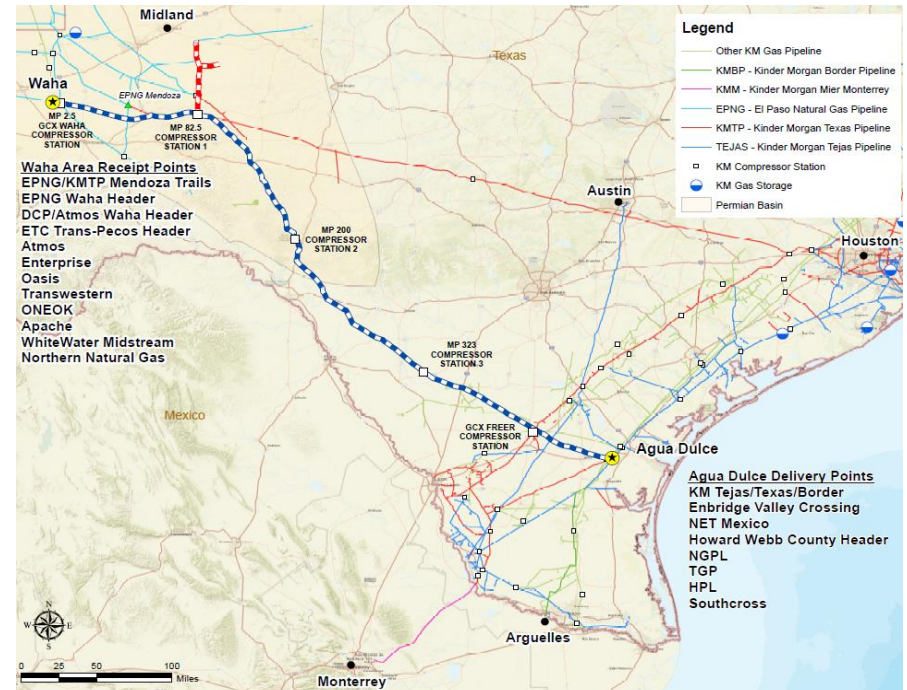 Midland
Texas
Waha
EPNG Mendoza
MP 2.5
GCX WAHA
COMPRESSOR
STATION
MP 82.5
COMPRESSOR
STATION 1
Waha Area Receipt Points
EPNG/KMTP Mendoza Trails
EPNG Waha Header
DCP/Atmos Waha Header
ETC Trans-Pecos Header
Atmos
Enterprise
Oasis
Transwestern
ONEOK
Apache
WhiteWater Midstream
Northern Natural Gas
Legend
Other KM Gas Pipeline
KMBP - Kinder Morgan Border Pipeline
KMM - Kinder Morgan Mier Monterrey
EPNG - El Paso Natural Gas Pipeline
KMTP - Kinder Morgan Texas Pipeline
TEJAS - Kinder Morgan Tejas Pipeline
KM Compressor Station
KM Gas Storage
Permian Basin
Austin
Houston
MP 200
COMPRESSOR
STATION 2
MP 323
COMPRESSOR
STATION 3
Mexico
GCX FREER
COMPRESSOR
STATION
Agua Dulce
Agua Dulce Delivery Points
KM Tejas/Texas/Border
Enbridge Valley Crossing
NET Mexico
Howard Webb County Header
NGPL
TGP
HPL
Southcross
Arguelles
Monterrey
N
W E
S
0 25 50 100
Miles